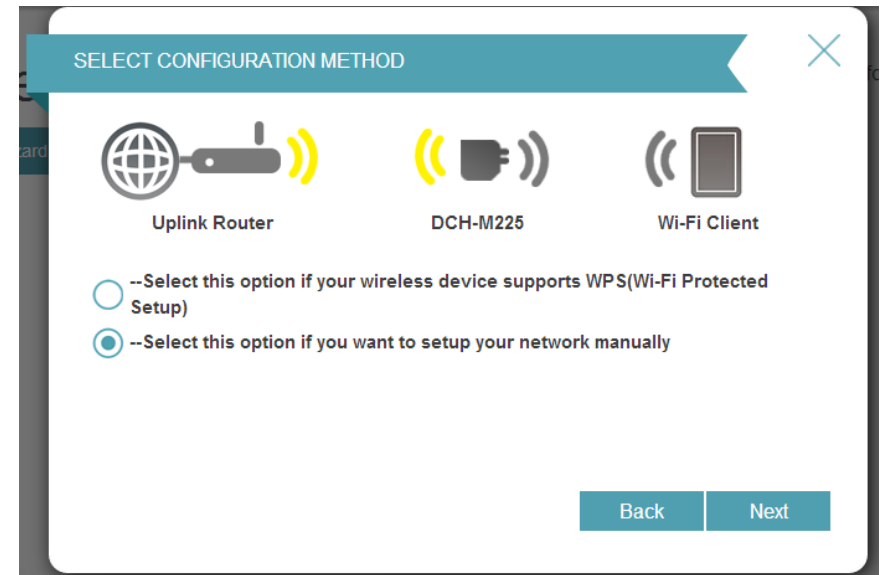 SELECT CONFIGURATION METHOD
Uplink Router
DCH-M225
Wi-Fi Client
--Select this option if your wireless device supports WPS(Wi-Fi Protected
Setup)
--Select this option if you want to setup your network manually
Back
Next